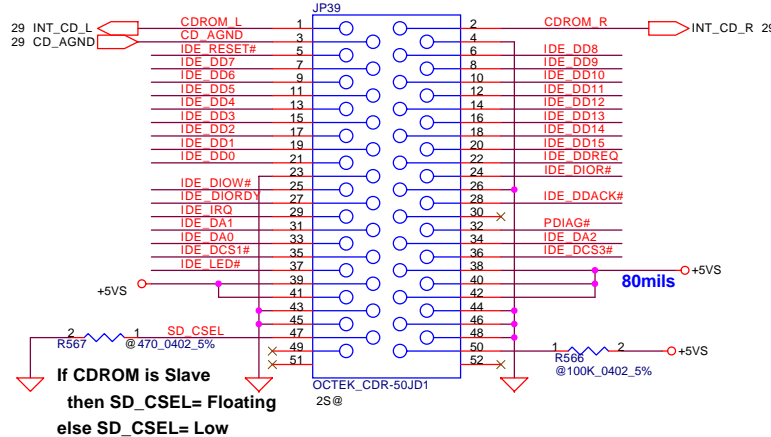 JP39
29 INT_CD_L CDROM_L 1 2 CDROM_R INT_CD_R 29
29 CD_AGND CD_AGND 3 4
IDE_RESET# 5 6 IDE_DD8
IDE_DD7 7 8 IDE_DD9
IDE_DD6 9 10 IDE_DD10
IDE_DD5 11 12 IDE_DD11
IDE_DD4 13 14 IDE_DD12
IDE_DD3 15 16 IDE_DD13
IDE_DD2 17 18 IDE_DD14
IDE_DD1 19 20 IDE_DD15
IDE_DD0 21 22 IDE_DDREQ
23 24 IDE_DIOR#
IDE_DIOW# 25 26
IDE_DIORDY 27 28 IDE_DDACK#
IDE_IRQ 29 30
IDE_DA1 31 32 PDIAG#
IDE_DA0 33 34 IDE_DA2
IDE_DCS1# 35 36 IDE_DCS3#
IDE_LED# 37 38 +5VS
+5VS 39 40 80mils
41 42
43 44
45 46
2 1 SD_CSEL 47 48
R567 @470_0402_5% 49 50 1 2 +5VS
51 52 R566
@100K_0402_5%
OCTEK_CDR-50JD1
2S@
If CDROM is Slave
then SD_CSEL= Floating
else SD_CSEL= Low